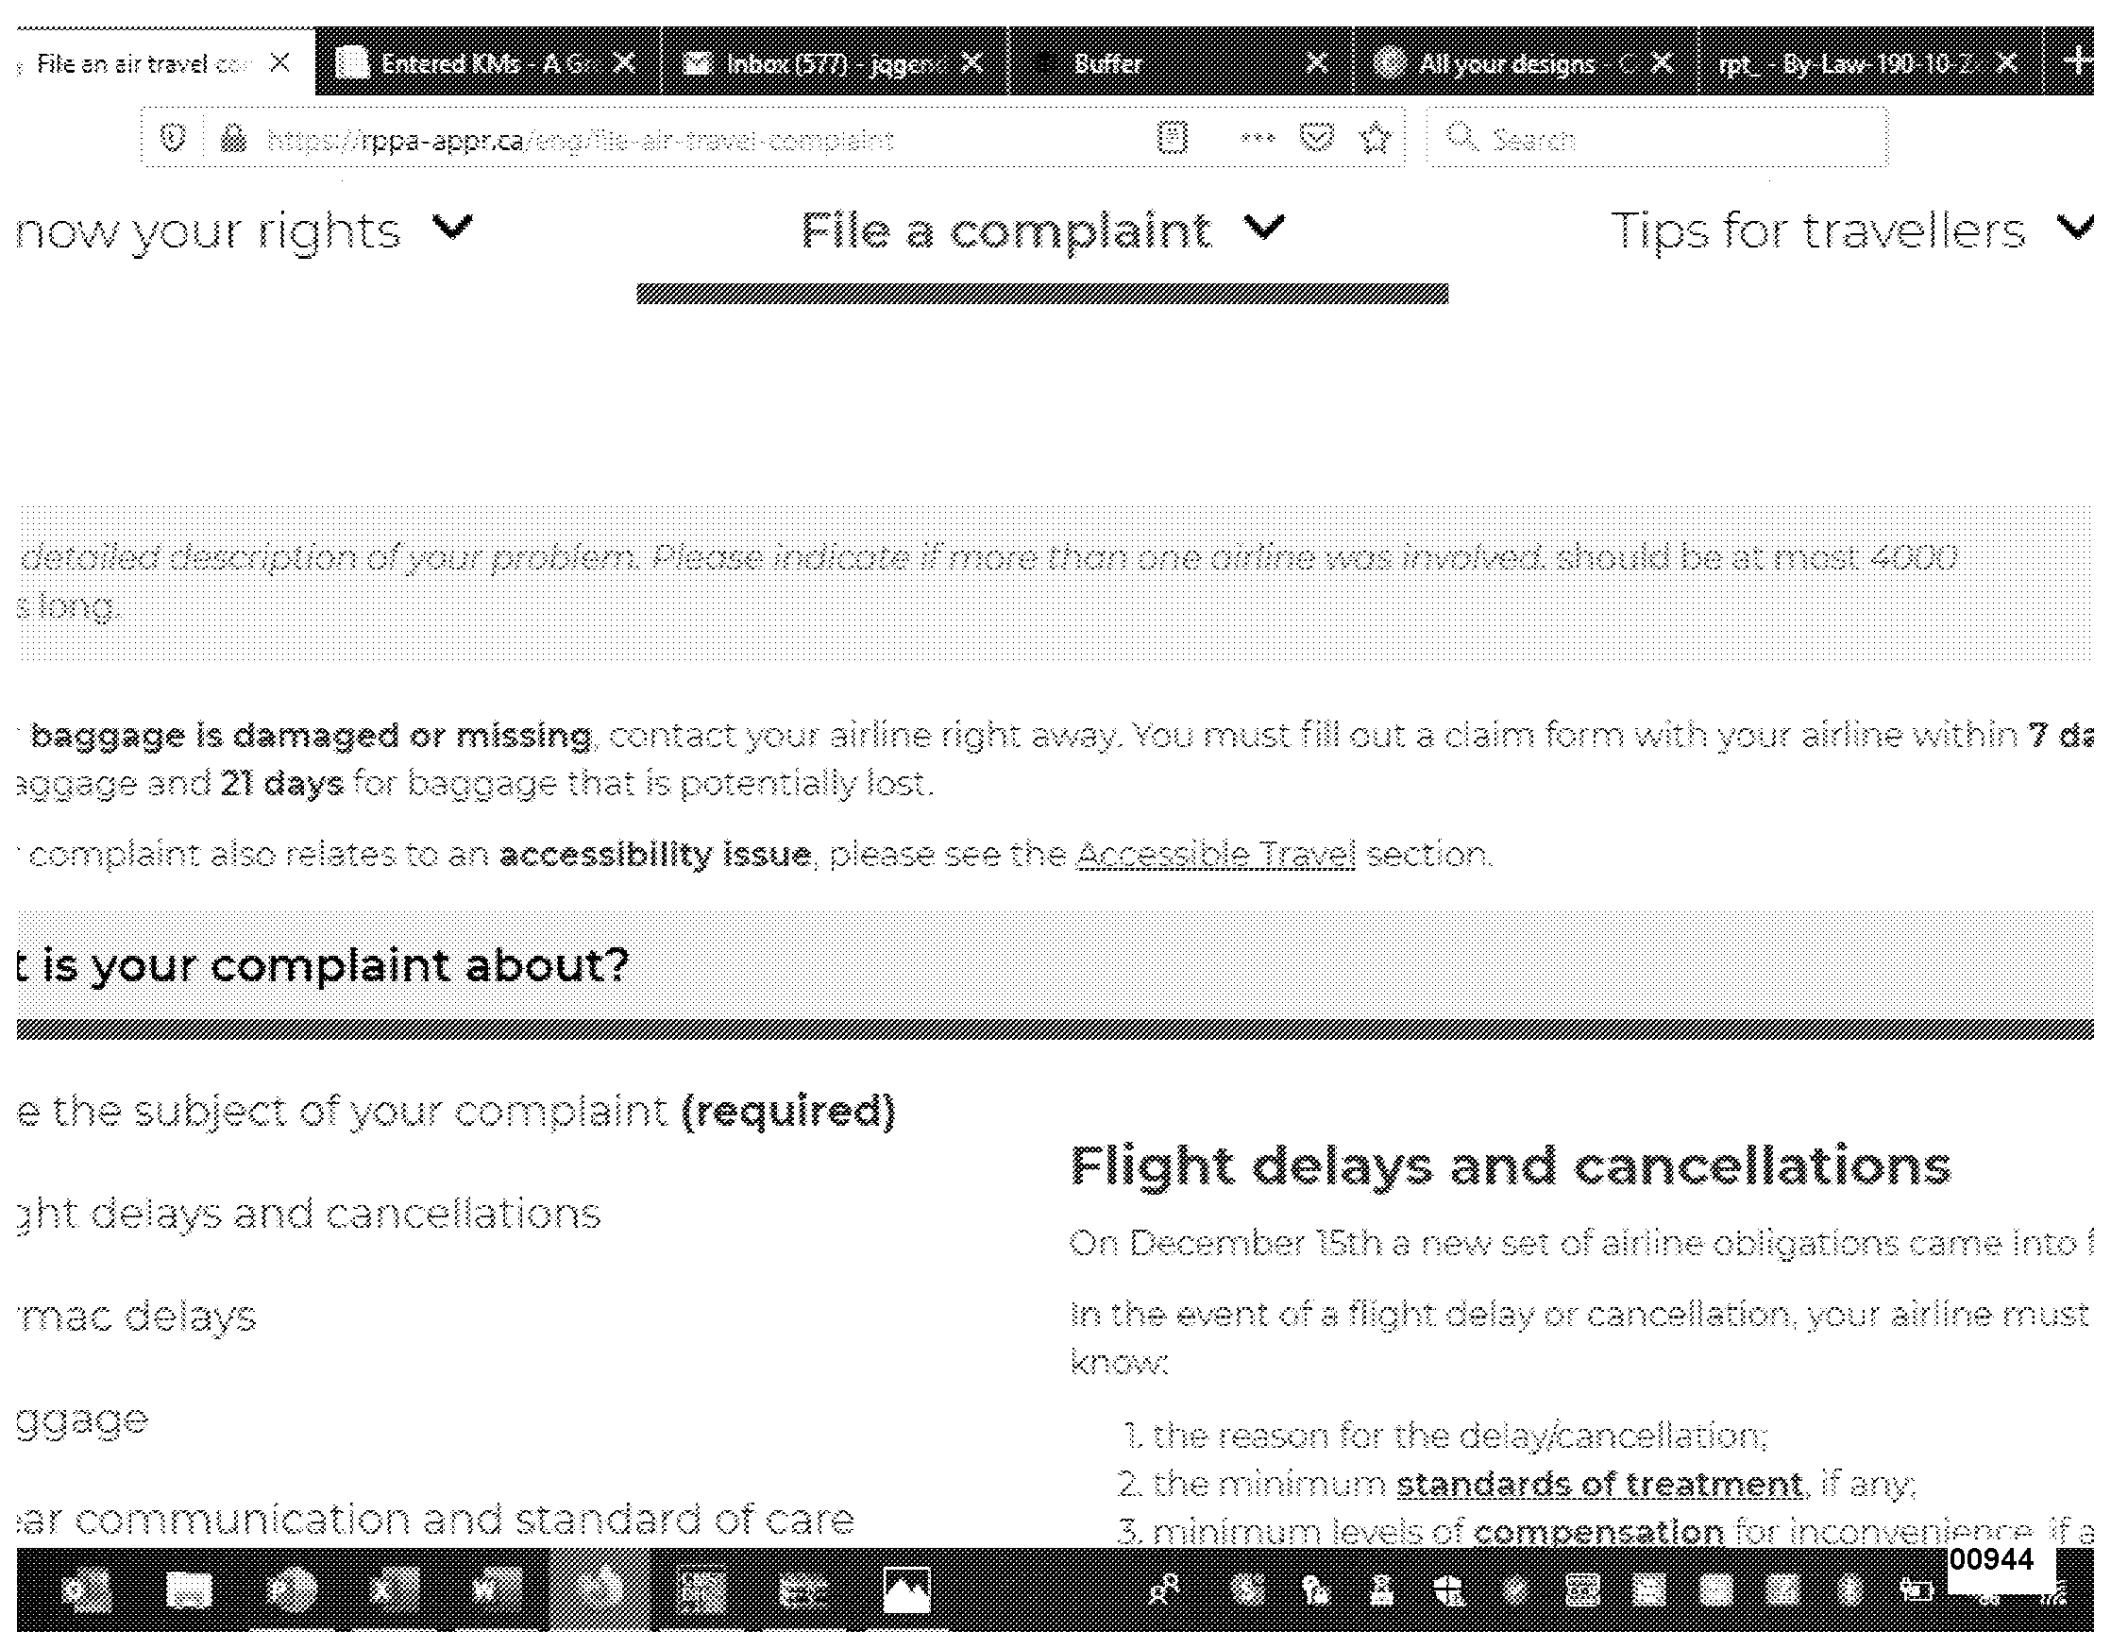 File an air travel co
Entered KMs - A G
Inbox (577) - jqgen
Buffer
All your designs - C
rpt_ - By-Law-190-10-2
https://rppa-appr.ca/eng/file-air-travel-complaint
Search
now your rights
File a complaint
Tips for travellers
detailed description of your problem. Please indicate if more than one airline was involved. should be at most 4000
s long.
baggage is damaged or missing, contact your airline right away. You must fill out a claim form with your airline within 7 da
aggage and 21 days for baggage that is potentially lost.
complaint also relates to an accessibility issue, please see the Accessible Travel section.
t is your complaint about?
e the subject of your complaint (required)
ght delays and cancellations
rmac delays
ggage
ar communication and standard of care
Flight delays and cancellations
On December 15th a new set of airline obligations came into f
In the event of a flight delay or cancellation, your airline must
know:
1. the reason for the delay/cancellation;
2. the minimum standards of treatment, if any;
3. minimum levels of compensation for inconvenience, if a
00944